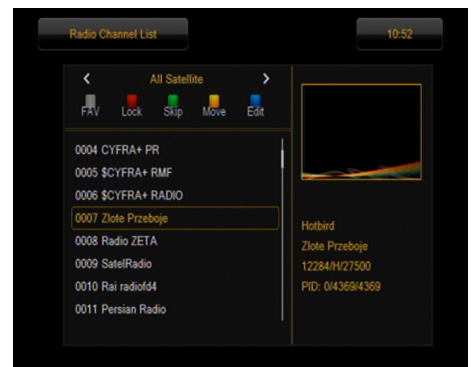 Radio Channel List
10:52
All Satellite
FAV Lock Skip Move Edit
0004 CYFRA+ PR
0005 $CYFRA+ RMF
0006 $CYFRA+ RADIO
0007 Zlote Przeboje
0008 Radio ZETA
0009 SatelRadio
0010 Rai radiofd4
0011 Persian Radio
Hotbird
Zlote Przeboje
12284/H/27500
PID: 0/4369/4369